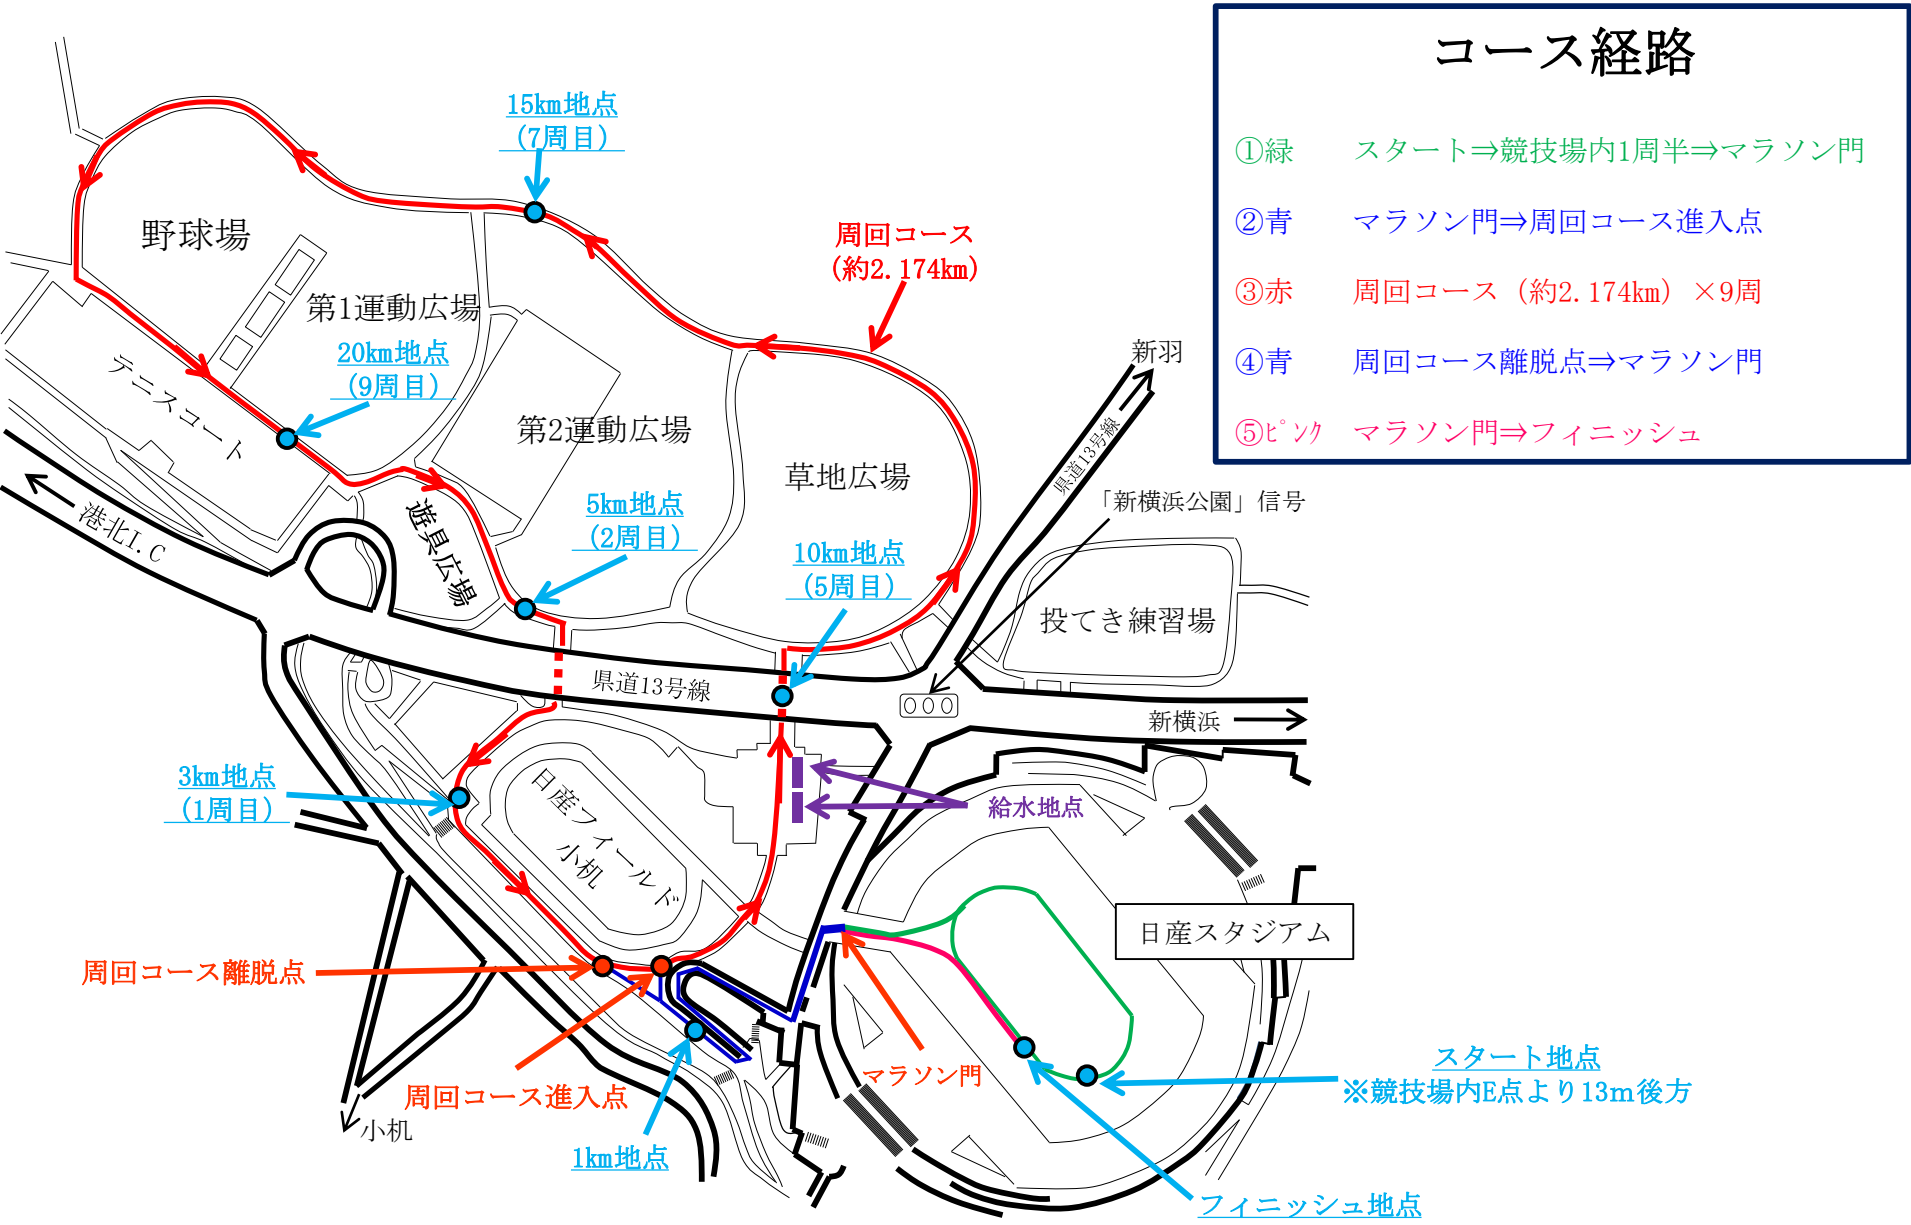 コース経路
①緑 スタート⇒競技場内1周半⇒マラソン門
②青 マラソン門⇒周回コース進入点
③赤 周回コース（約2.174km）×9周
④青 周回コース離脱点⇒マラソン門
⑤ﾋﾟﾝｸ マラソン門⇒フィニッシュ
15km地点
（7周目）
野球場
周回コース
（約2.174km）
第1運動広場
20km地点
（9周目）
テニスコート
第2運動広場
新羽
県道13号線
草地広場
「新横浜公園」信号
港北I.C
遊具広場
5km地点
（2周目）
10km地点
（5周目）
投てき練習場
県道13号線
新横浜
3km地点
（1周目）
日産フィールド
小机
給水地点
日産スタジアム
周回コース離脱点
マラソン門
周回コース進入点
スタート地点
※競技場内E点より13m後方
小机
1km地点
フィニッシュ地点